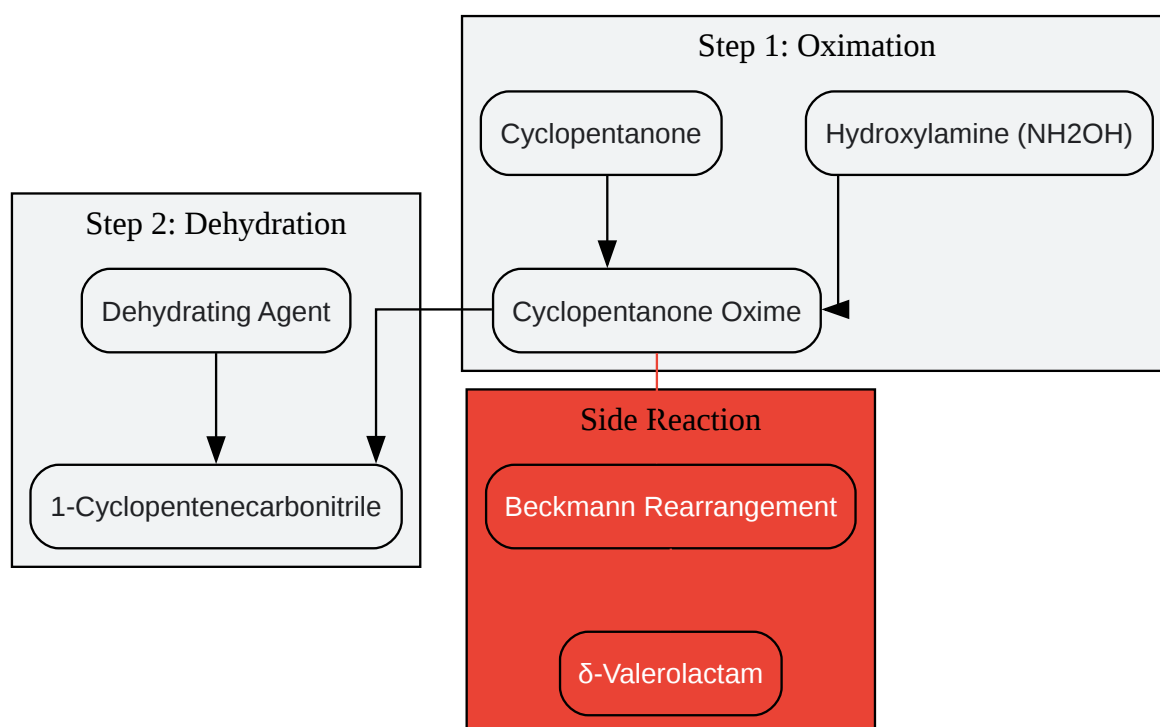 Step 1: Oximation
Cyclopentanone
Hydroxylamine (NH2OH)
Cyclopentanone Oxime
Step 2: Dehydration
Dehydrating Agent
1-Cyclopentenecarbonitrile
Side Reaction
Beckmann Rearrangement
δ-Valerolactam